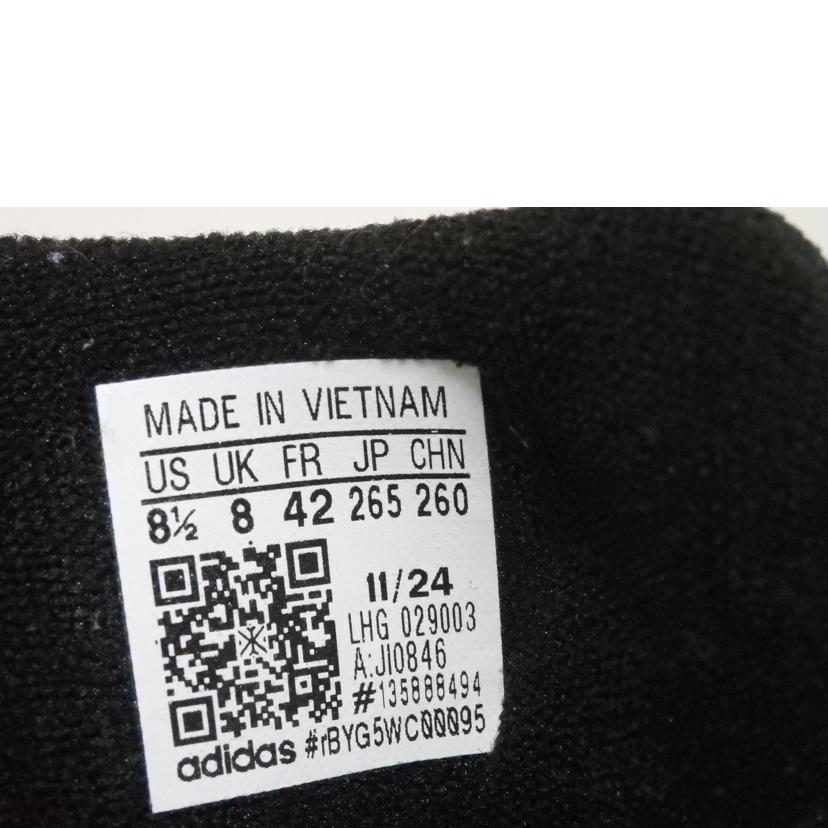 MADE IN VIETNAM
US UK FR JP CHN
8½ 8 42 265 260
11/24
LHG 029003
A:JI0846
#135888494
adidas #rBYG5WC00Q95